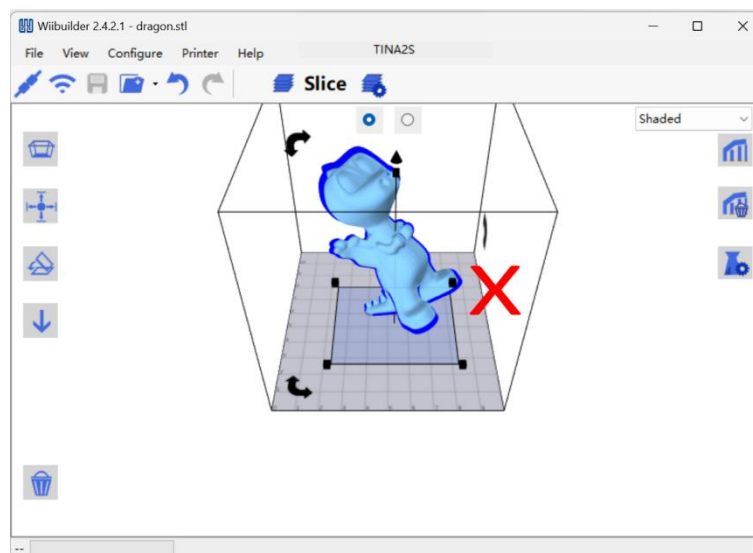 Wiibuilder 2.4.2.1 - dragon.stl
File View Configure Printer Help TINA2S
Slice
Shaded
X
--